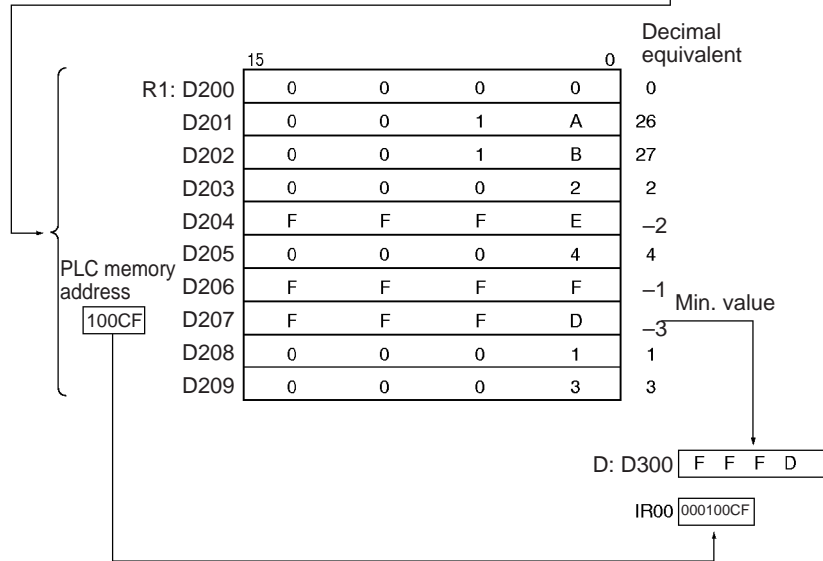 Decimal
equivalent
15 0
R1: D200 0 0 0 0 0
D201 0 0 1 A 26
D202 0 0 1 B 27
D203 0 0 0 2 2
D204 F F F E –2
D205 0 0 0 4 4
PLC memory
address
D206 F F F F –1
Min. value
100CF D207 F F F D –3
D208 0 0 0 1 1
D209 0 0 0 3 3
D: D300 F F F D
IR00 000100CF